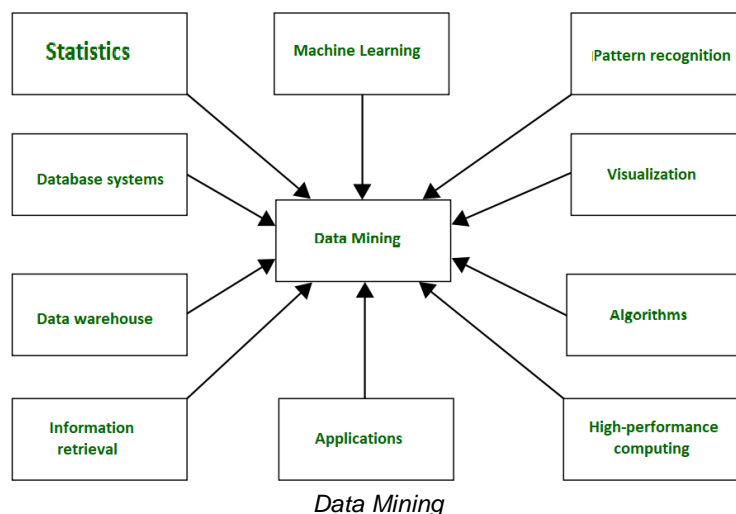 Statistics
Machine Learning
Pattern recognition
Database systems
Visualization
Data Mining
Data warehouse
Algorithms
Information
retrieval
Applications
High-performance
computing
Data Mining